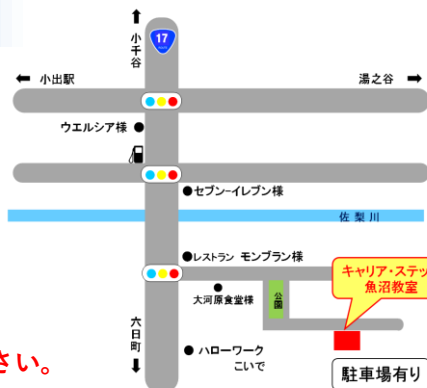 小千谷
17
← 小出駅
湯之谷 →
ウエルシア様
セブン-イレブン様
佐梨川
レストラン モンブラン様
キャリア・ステップ
魚沼教室
大河原食堂様
公園
六日町
ハローワーク
こいで
さい。
駐車場有り